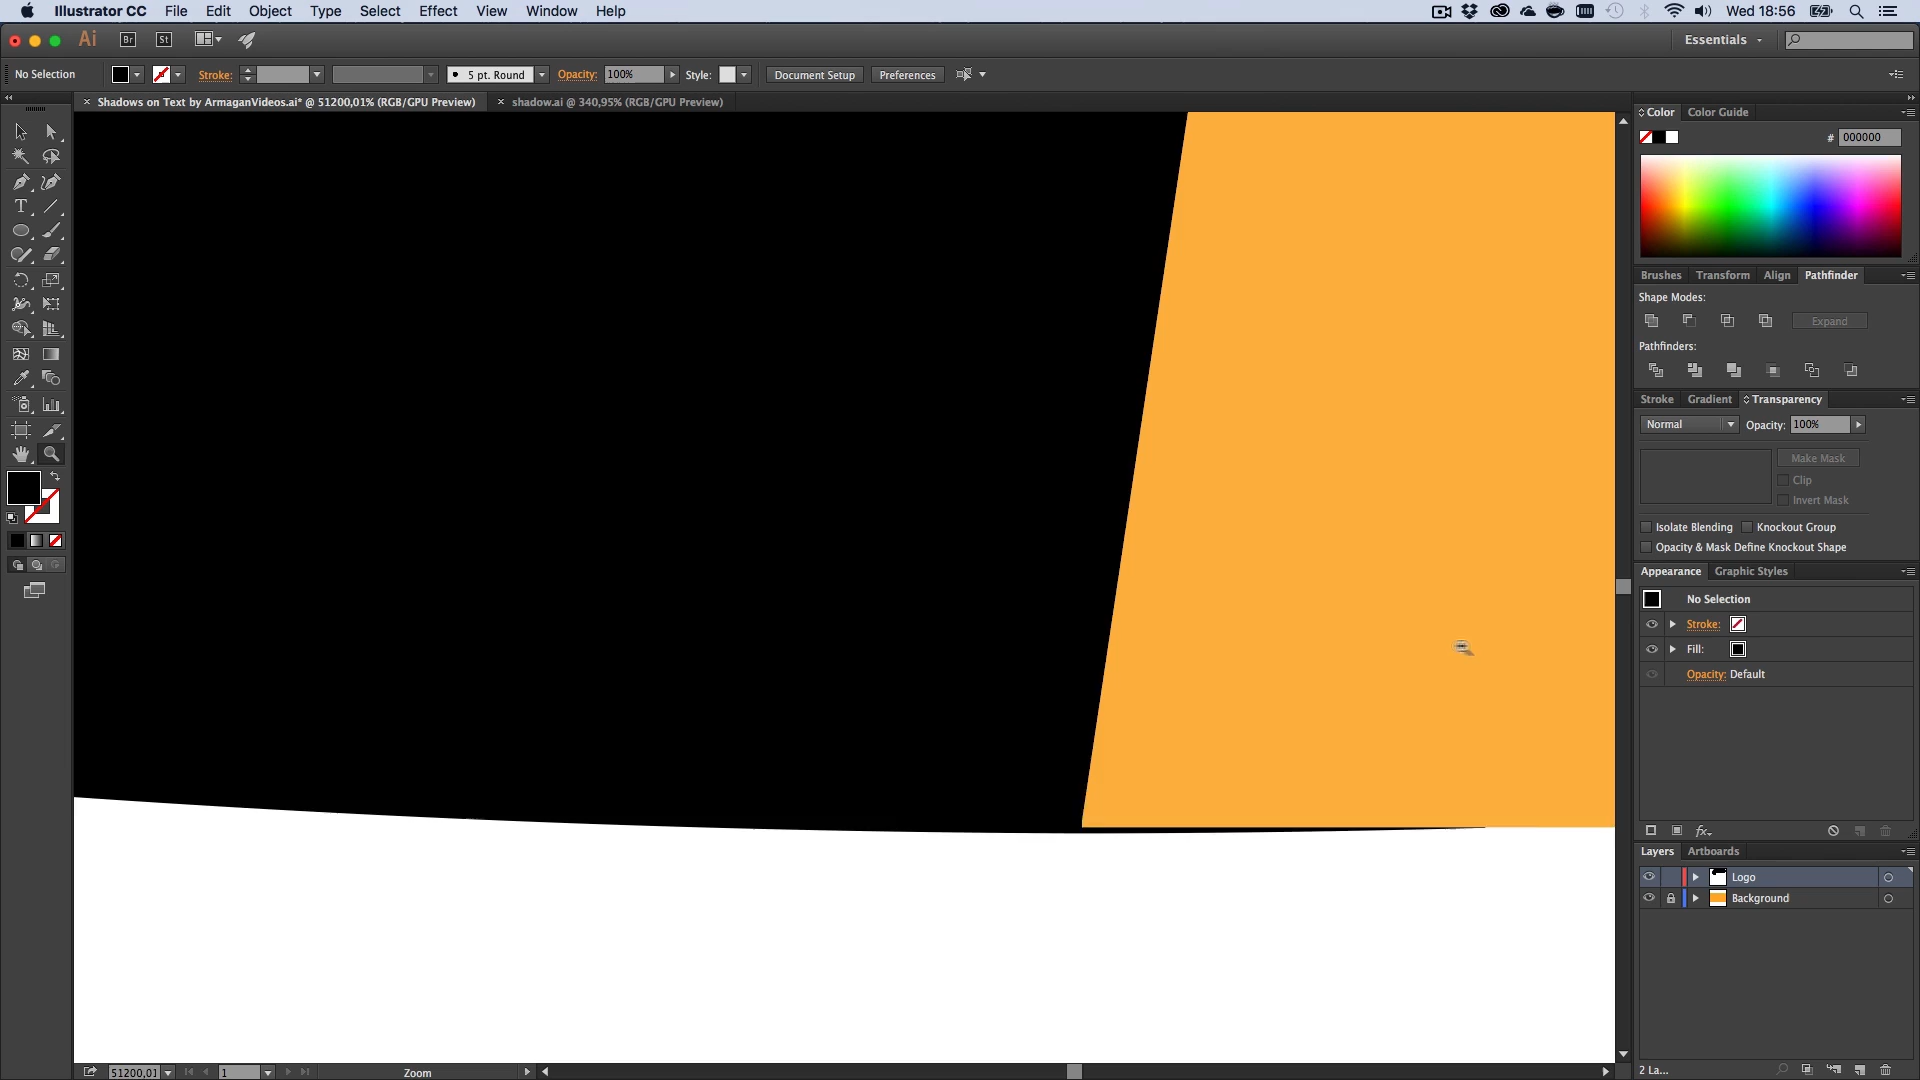 Illustrator CC File Edit Object Type Select Effect View Window Help Wed 18:56
Ai Br St Essentials
No Selection Stroke: 5 pt. Round Opacity: 100% Style: Document Setup Preferences
Shadows on Text by ArmaganVideos.ai* @ 51200,01% (RGB/GPU Preview) shadow.ai @ 340,95% (RGB/GPU Preview)
Color Color Guide
# 000000
Brushes Transform Align Pathfinder
Shape Modes:
Expand
Pathfinders:
Stroke Gradient Transparency
Normal Opacity: 100%
Make Mask
Clip
Invert Mask
Isolate Blending Knockout Group
Opacity & Mask Define Knockout Shape
Appearance Graphic Styles
No Selection
Stroke:
Fill:
Opacity: Default
fx
Layers Artboards
Logo
Background
51200,01 1 Zoom 2 La...